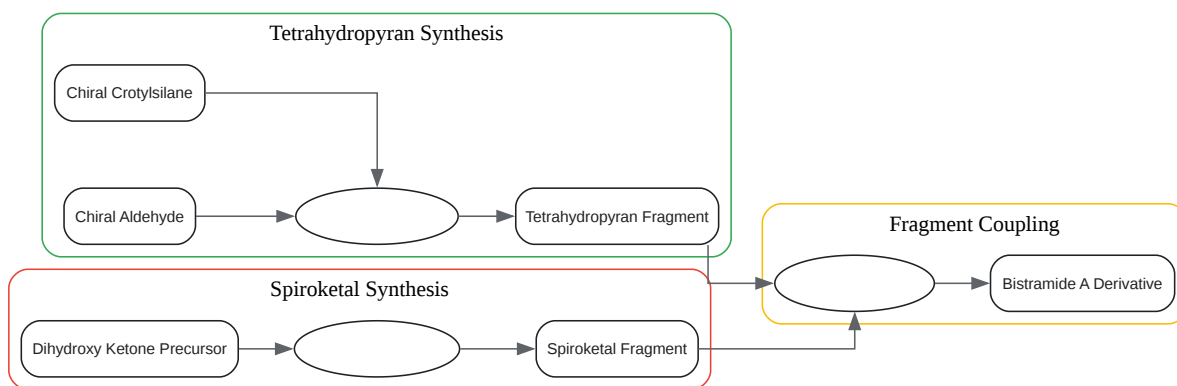 Tetrahydropyran Synthesis
Chiral Crotylsilane
Chiral Aldehyde
Tetrahydropyran Fragment
Fragment Coupling
Bistramide A Derivative
Spiroketal Synthesis
Dihydroxy Ketone Precursor
Spiroketal Fragment